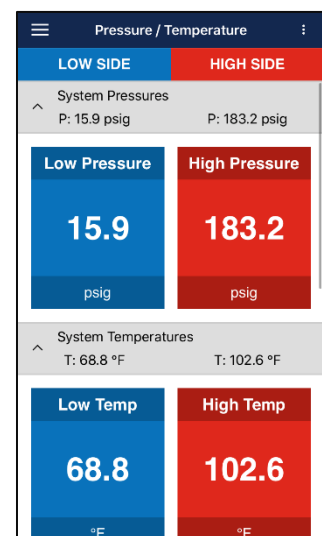 Pressure / Temperature
LOW SIDE HIGH SIDE
System Pressures
P: 15.9 psig P: 183.2 psig
Low Pressure High Pressure
15.9 183.2
psig psig
System Temperatures
T: 68.8 °F T: 102.6 °F
Low Temp High Temp
68.8 102.6
°F °F